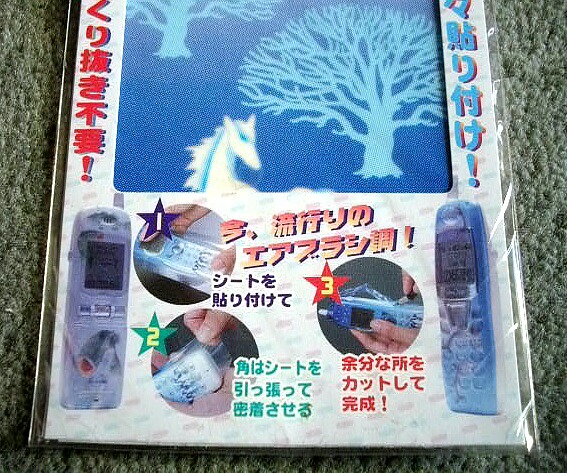 くり抜き不要!
々貼り付け!
今、流行りの
エアブラシ調!
1
シートを
貼り付けて
2
角はシートを
引っ張って
密着させる
3
余分な所を
カットして
完成!